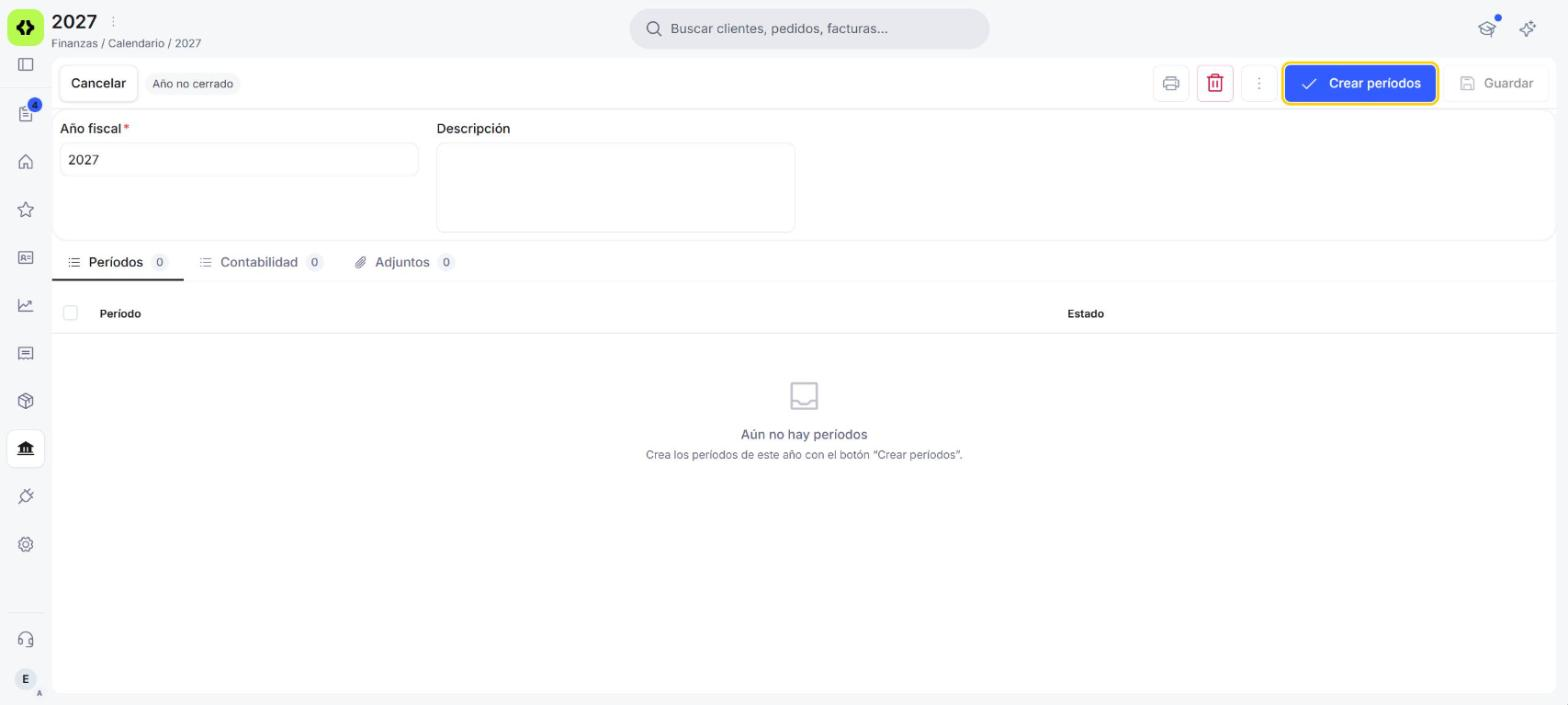 2027
Finanzas / Calendario / 2027
Buscar clientes, pedidos, facturas...
Cancelar
Año no cerrado
Crear períodos
Guardar
4
Año fiscal*
Descripción
2027
Períodos 0
Contabilidad 0
Adjuntos 0
Período
Estado
Aún no hay períodos
Crea los períodos de este año con el botón “Crear períodos”.
E
A